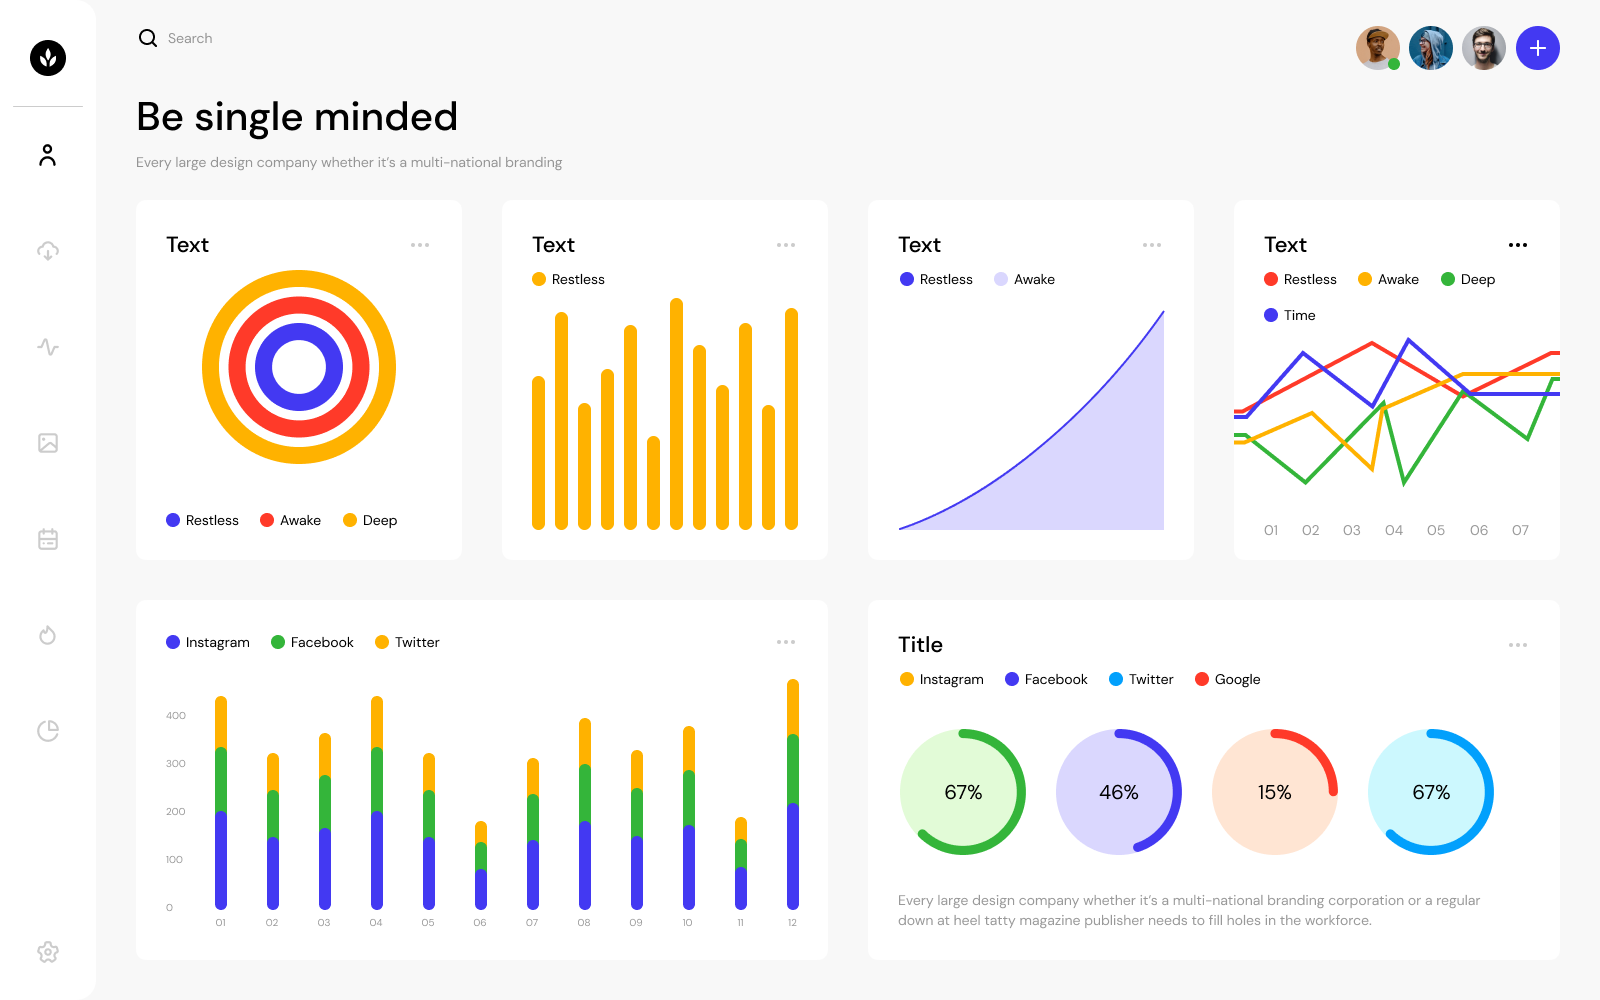 Search
Be single minded
Every large design company whether it's a multi-national branding
Text
Restless Awake Deep
Text
Restless
Text
Restless Awake
Text
Restless Awake Deep
Time
01 02 03 04 05 06 07
Instagram Facebook Twitter
400
300
200
100
0
01 02 03 04 05 06 07 08 09 10 11 12
Title
Instagram Facebook Twitter Google
67% 46% 15% 67%
Every large design company whether it's a multi-national branding corporation or a regular
down at heel tatty magazine publisher needs to fill holes in the workforce.